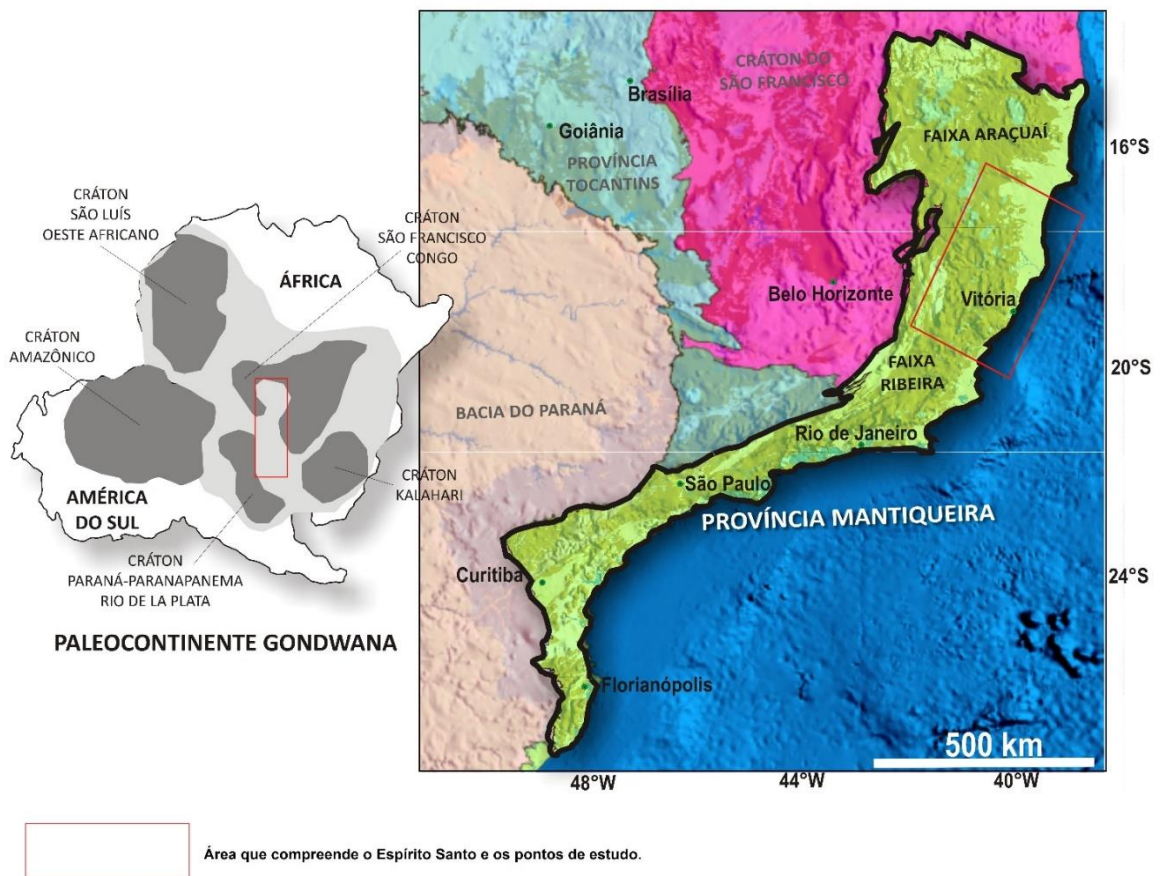 CRÁTON
SÃO LUÍS
OESTE AFRICANO
CRÁTON
SÃO FRANCISCO
CONGO
ÁFRICA
CRÁTON
AMAZÔNICO
AMÉRICA
DO SUL
CRÁTON
KALAHARI
CRÁTON
PARANÁ-PARANAPANEMA
RIO DE LA PLATA
PALEOCONTINENTE GONDWANA
CRÁTON DO
SÃO FRANCISCO
Brasília
Goiânia
PROVÍNCIA
TOCANTINS
FAIXA ARAÇUAÍ
Belo Horizonte
Vitória
FAIXA
RIBEIRA
BACIA DO PARANÁ
Rio de Janeiro
São Paulo
PROVÍNCIA MANTIQUEIRA
Curitiba
Florianópolis
500 km
16°S
20°S
24°S
48°W
44°W
40°W
Área que compreende o Espírito Santo e os pontos de estudo.